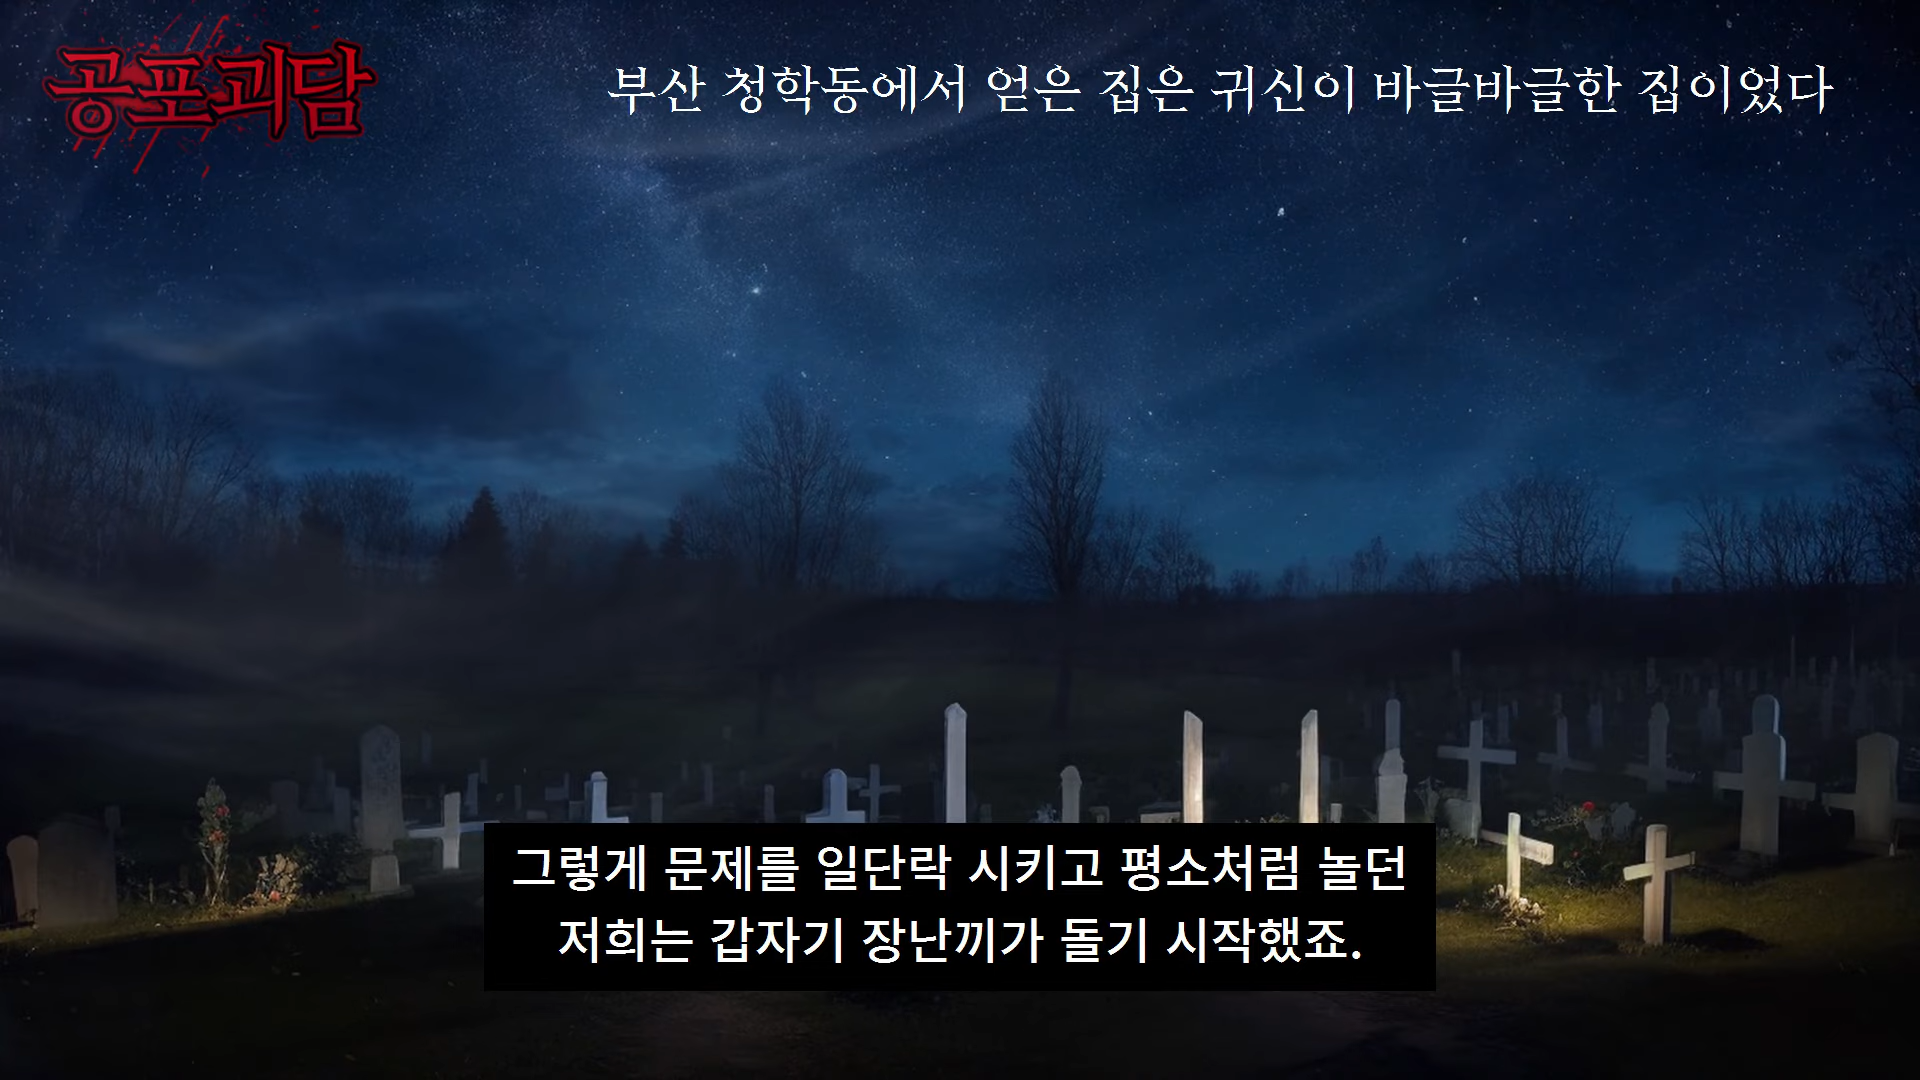 공포괴담
부산 청학동에서 얻은 집은 귀신이 바글바글한 집이었다
그렇게 문제를 일단락 시키고 평소처럼 놀던
저희는 갑자기 장난끼가 돌기 시작했죠.